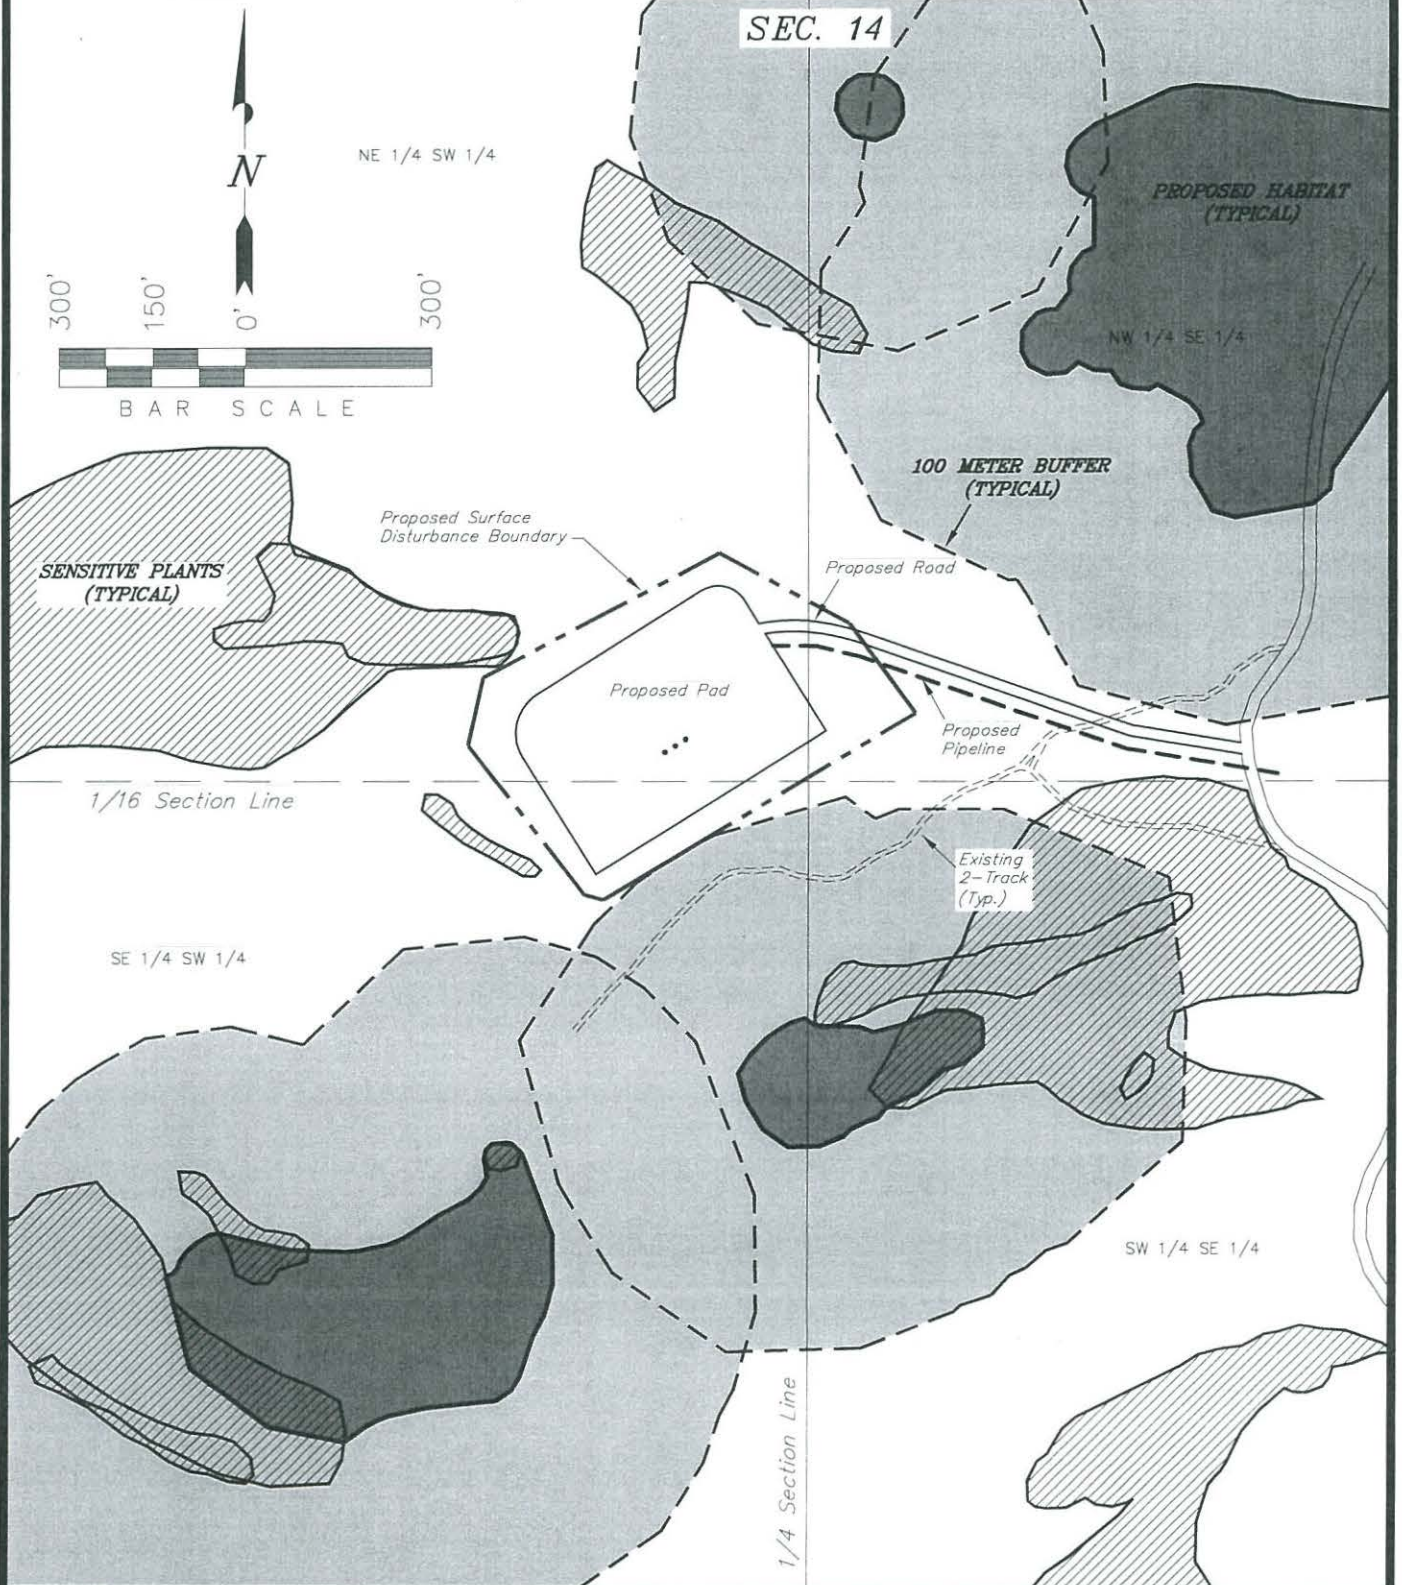 SEC. 14
N
NE 1/4 SW 1/4
300'
150'
0'
300'
BAR SCALE
PROPOSED HABITAT
(TYPICAL)
NW 1/4 SE 1/4
100 METER BUFFER
(TYPICAL)
Proposed Surface
Disturbance Boundary
SENSITIVE PLANTS
(TYPICAL)
Proposed Road
Proposed Pad
Proposed
Pipeline
1/16 Section Line
Existing
2-Track
(Typ.)
SE 1/4 SW 1/4
SW 1/4 SE 1/4
1/4 Section Line